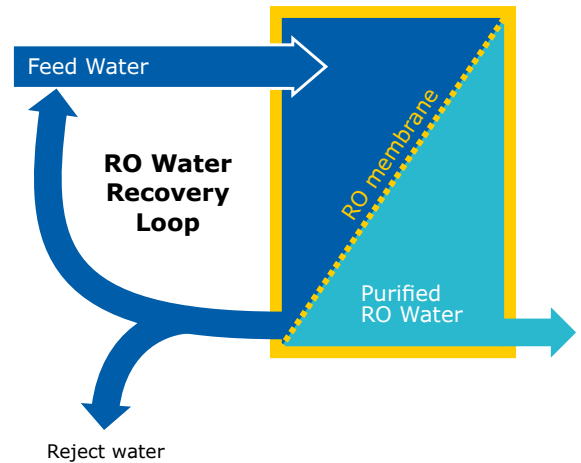 Feed Water
RO Water
Recovery
Loop
RO membrane
Purified
RO Water
Reject water